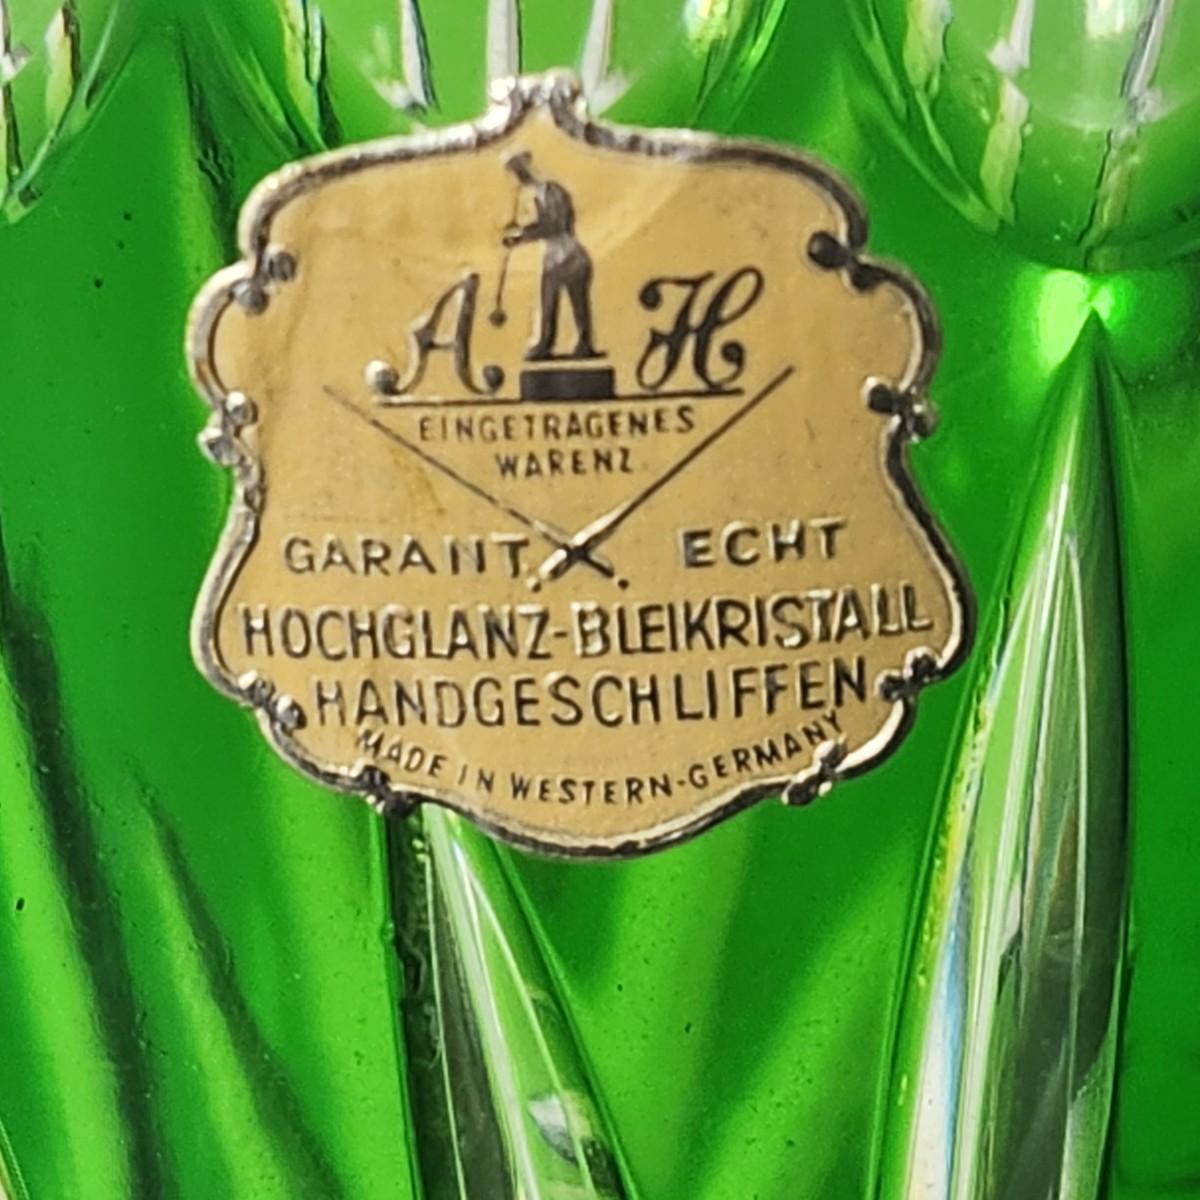 A. H
EINGETRAGENES
WARENZ.
GARANT. ECHT
HOCHGLANZ-BLEIKRISTALL
HANDGESCHLIFFEN
MADE IN WESTERN-GERMANY